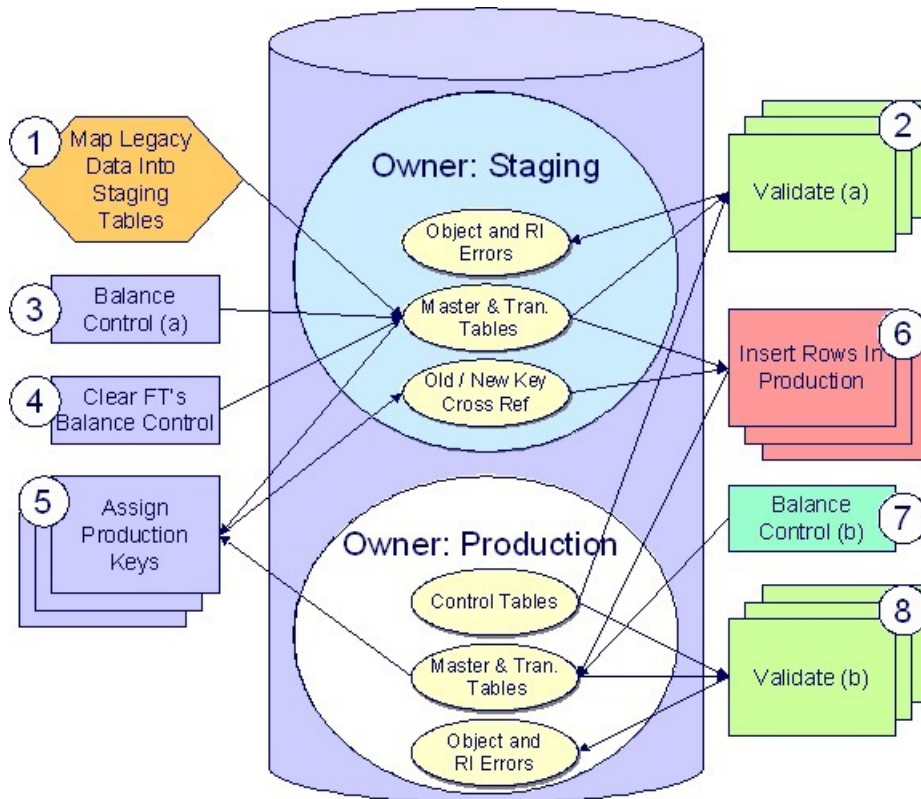 1
Map Legacy
Data Into
Staging
Tables
3
Balance
Control (a)
4
Clear FT's
Balance Control
5
Assign
Production
Keys
Owner: Staging
Object and RI
Errors
Master & Tran.
Tables
Old / New Key
Cross Ref
Owner: Production
Control Tables
Master & Tran.
Tables
Object and
RI Errors
2
Validate (a)
6
Insert Rows In
Production
7
Balance
Control (b)
8
Validate (b)